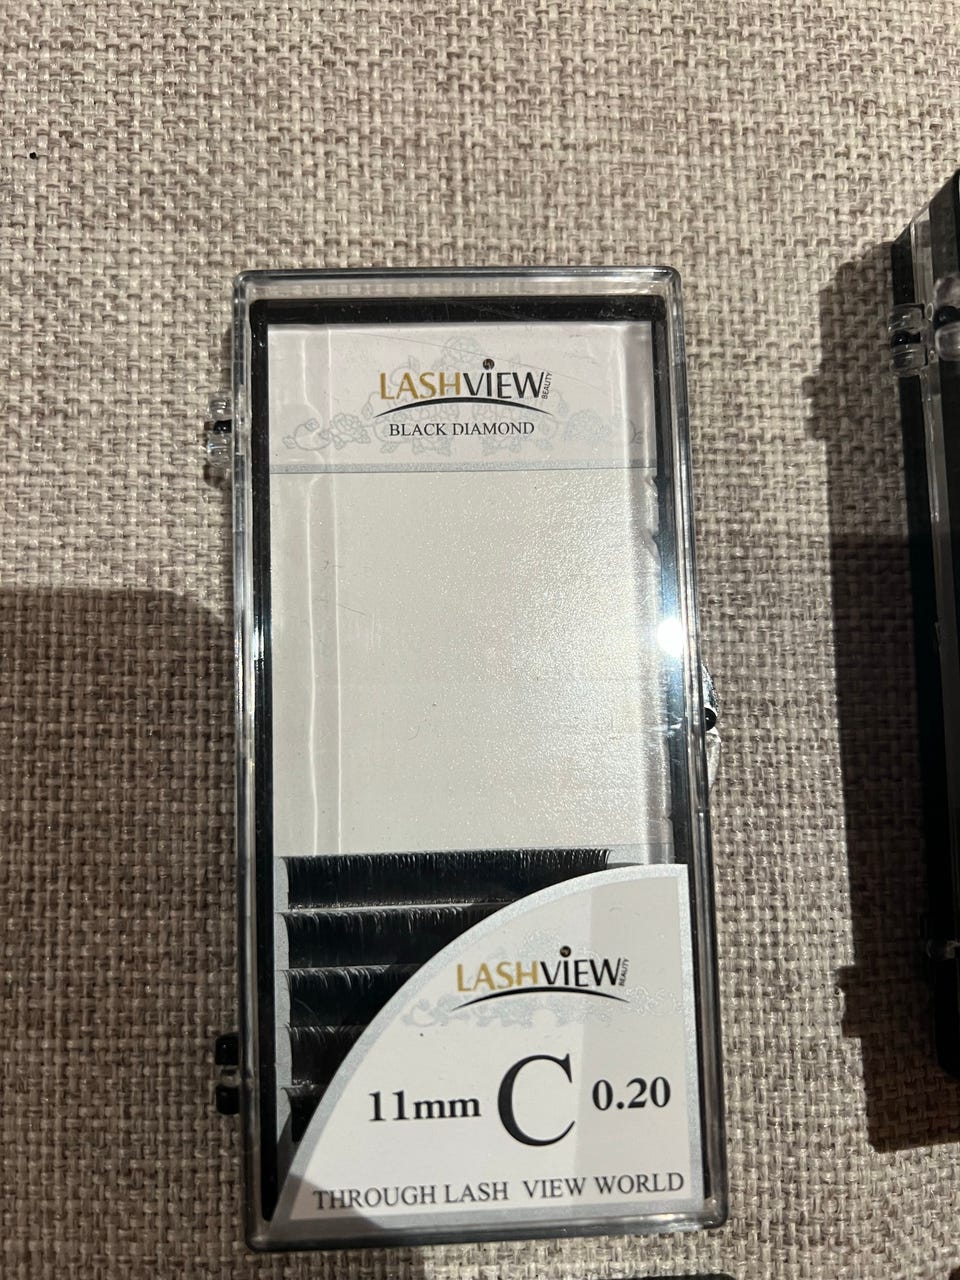 LASHVIEW BEAUTY
BLACK DIAMOND
LASHVIEW BEAUTY
11mm C 0.20
THROUGH LASH VIEW WORLD